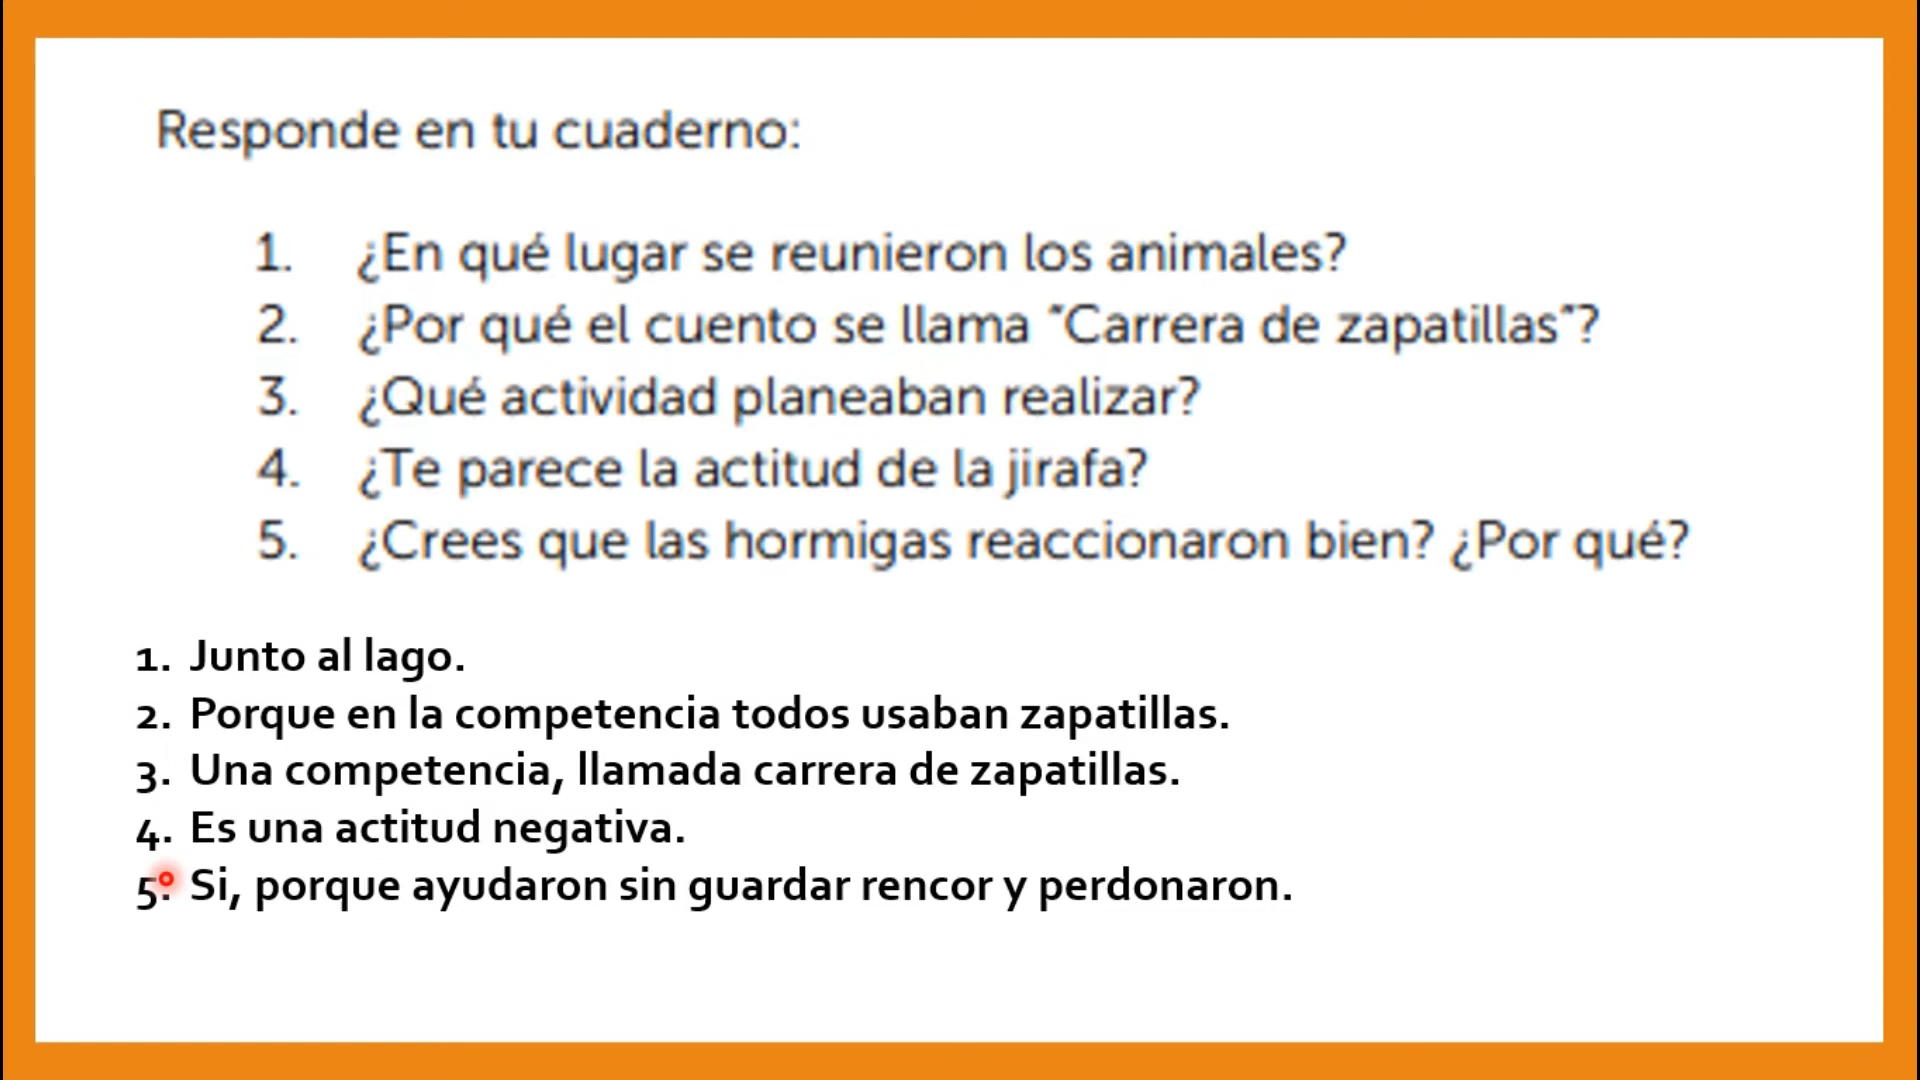 Responde en tu cuaderno:
1. ¿En qué lugar se reunieron los animales?
2. ¿Por qué el cuento se llama "Carrera de zapatillas"?
3. ¿Qué actividad planeaban realizar?
4. ¿Te parece la actitud de la jirafa?
5. ¿Crees que las hormigas reaccionaron bien? ¿Por qué?
1. Junto al lago.
2. Porque en la competencia todos usaban zapatillas.
3. Una competencia, llamada carrera de zapatillas.
4. Es una actitud negativa.
5. Si, porque ayudaron sin guardar rencor y perdonaron.